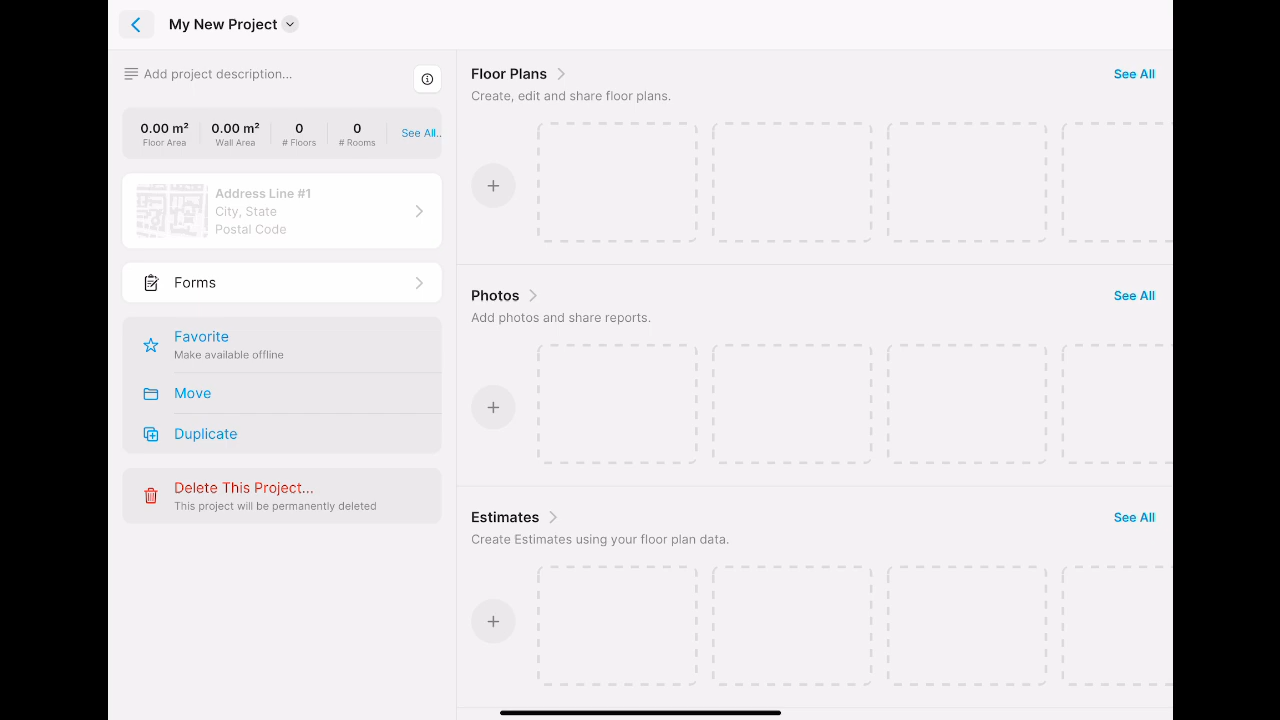 My New Project
Add project description...
0.00 m²
Floor Area
0.00 m²
Wall Area
0
# Floors
0
# Rooms
See All..
Address Line #1
City, State
Postal Code
Forms
Favorite
Make available offline
Move
Duplicate
Delete This Project...
This project will be permanently deleted
Floor Plans
See All
Create, edit and share floor plans.
Photos
See All
Add photos and share reports.
Estimates
See All
Create Estimates using your floor plan data.